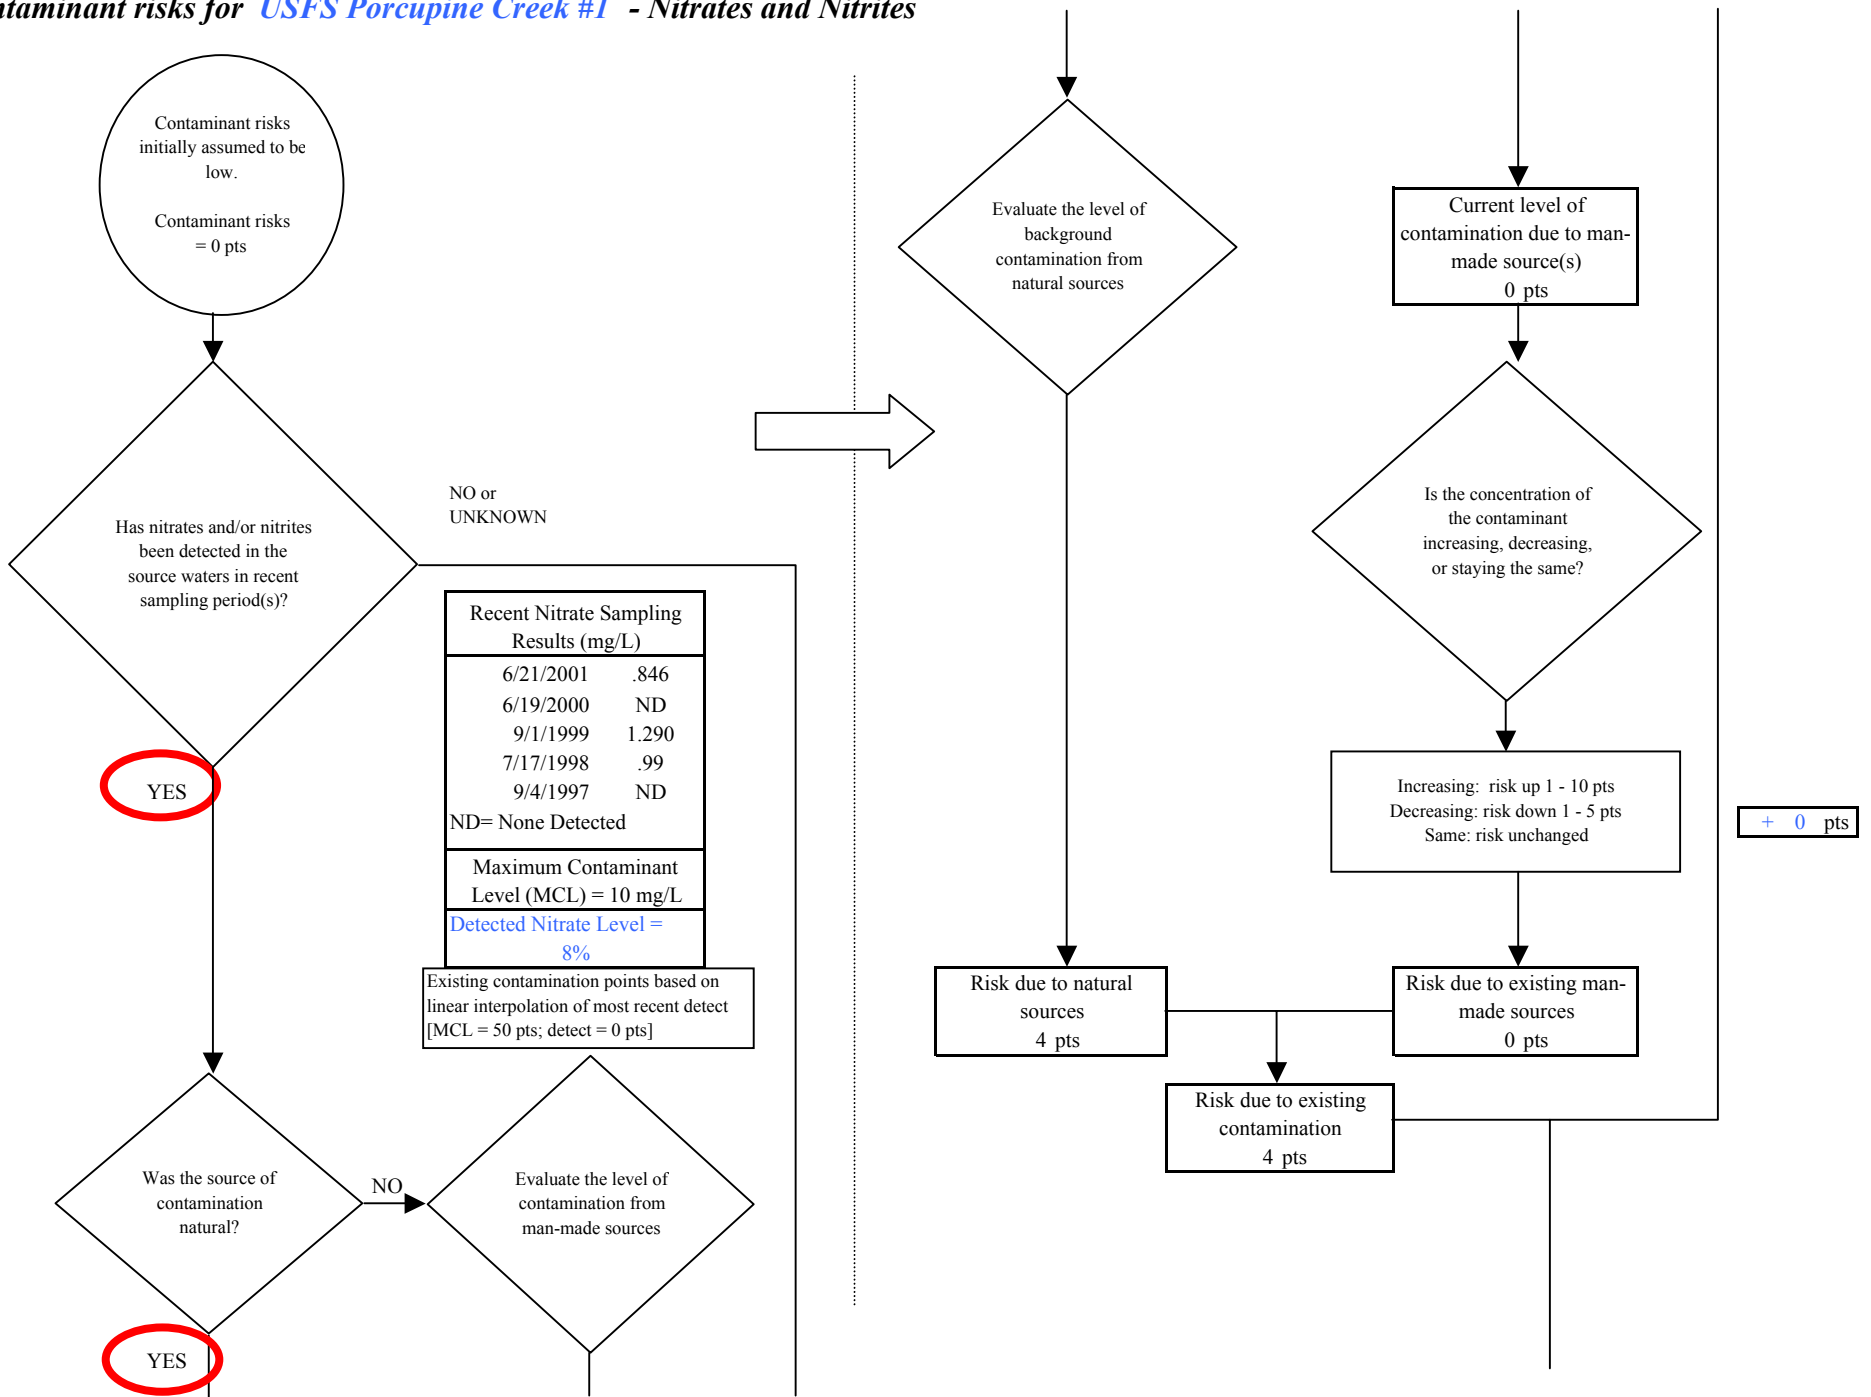 ntaminant risks for USFS Porcupine Creek #1 - Nitrates and Nitrites
Contaminant risks
initially assumed to be
low.
Contaminant risks
= 0 pts
Has nitrates and/or nitrites
been detected in the
source waters in recent
sampling period(s)?
NO or
UNKNOWN
YES
Recent Nitrate Sampling
Results (mg/L)
6/21/2001 .846
6/19/2000 ND
9/1/1999 1.290
7/17/1998 .99
9/4/1997 ND
ND= None Detected
Maximum Contaminant
Level (MCL) = 10 mg/L
Detected Nitrate Level =
8%
Existing contamination points based on
linear interpolation of most recent detect
[MCL = 50 pts; detect = 0 pts]
Was the source of
contamination
natural?
NO
Evaluate the level of
contamination from
man-made sources
YES
Evaluate the level of
background
contamination from
natural sources
Current level of
contamination due to man-
made source(s)
0 pts
Is the concentration of
the contaminant
increasing, decreasing,
or staying the same?
Increasing: risk up 1 - 10 pts
Decreasing: risk down 1 - 5 pts
Same: risk unchanged
+ 0 pts
Risk due to natural
sources
4 pts
Risk due to existing man-
made sources
0 pts
Risk due to existing
contamination
4 pts